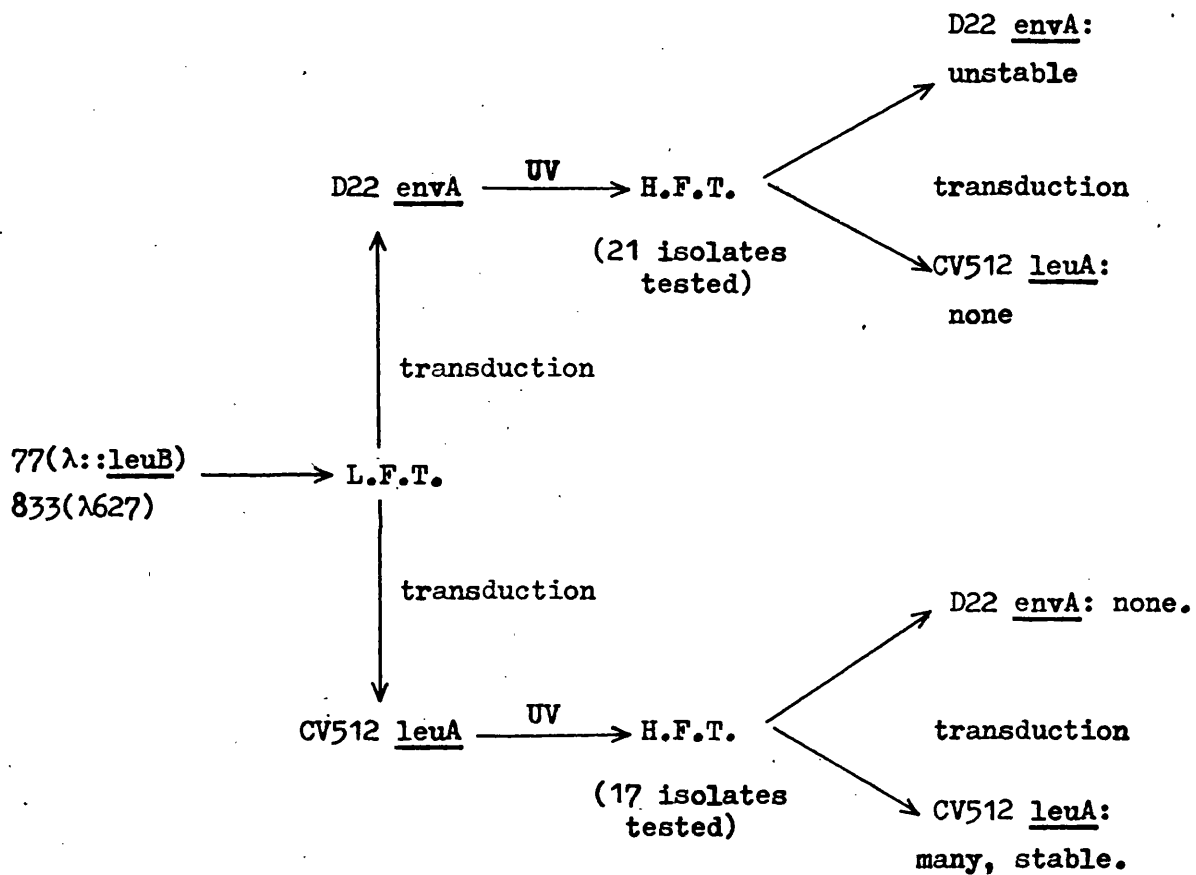 D22 envA:
unstable
D22 envA
UV
H.F.T.
transduction
(21 isolates
tested)
CV512 leuA:
none
transduction
77(λ::leuB)
833(λ627)
L.F.T.
transduction
D22 envA: none.
CV512 leuA
UV
H.F.T.
transduction
(17 isolates
tested)
CV512 leuA:
many, stable.